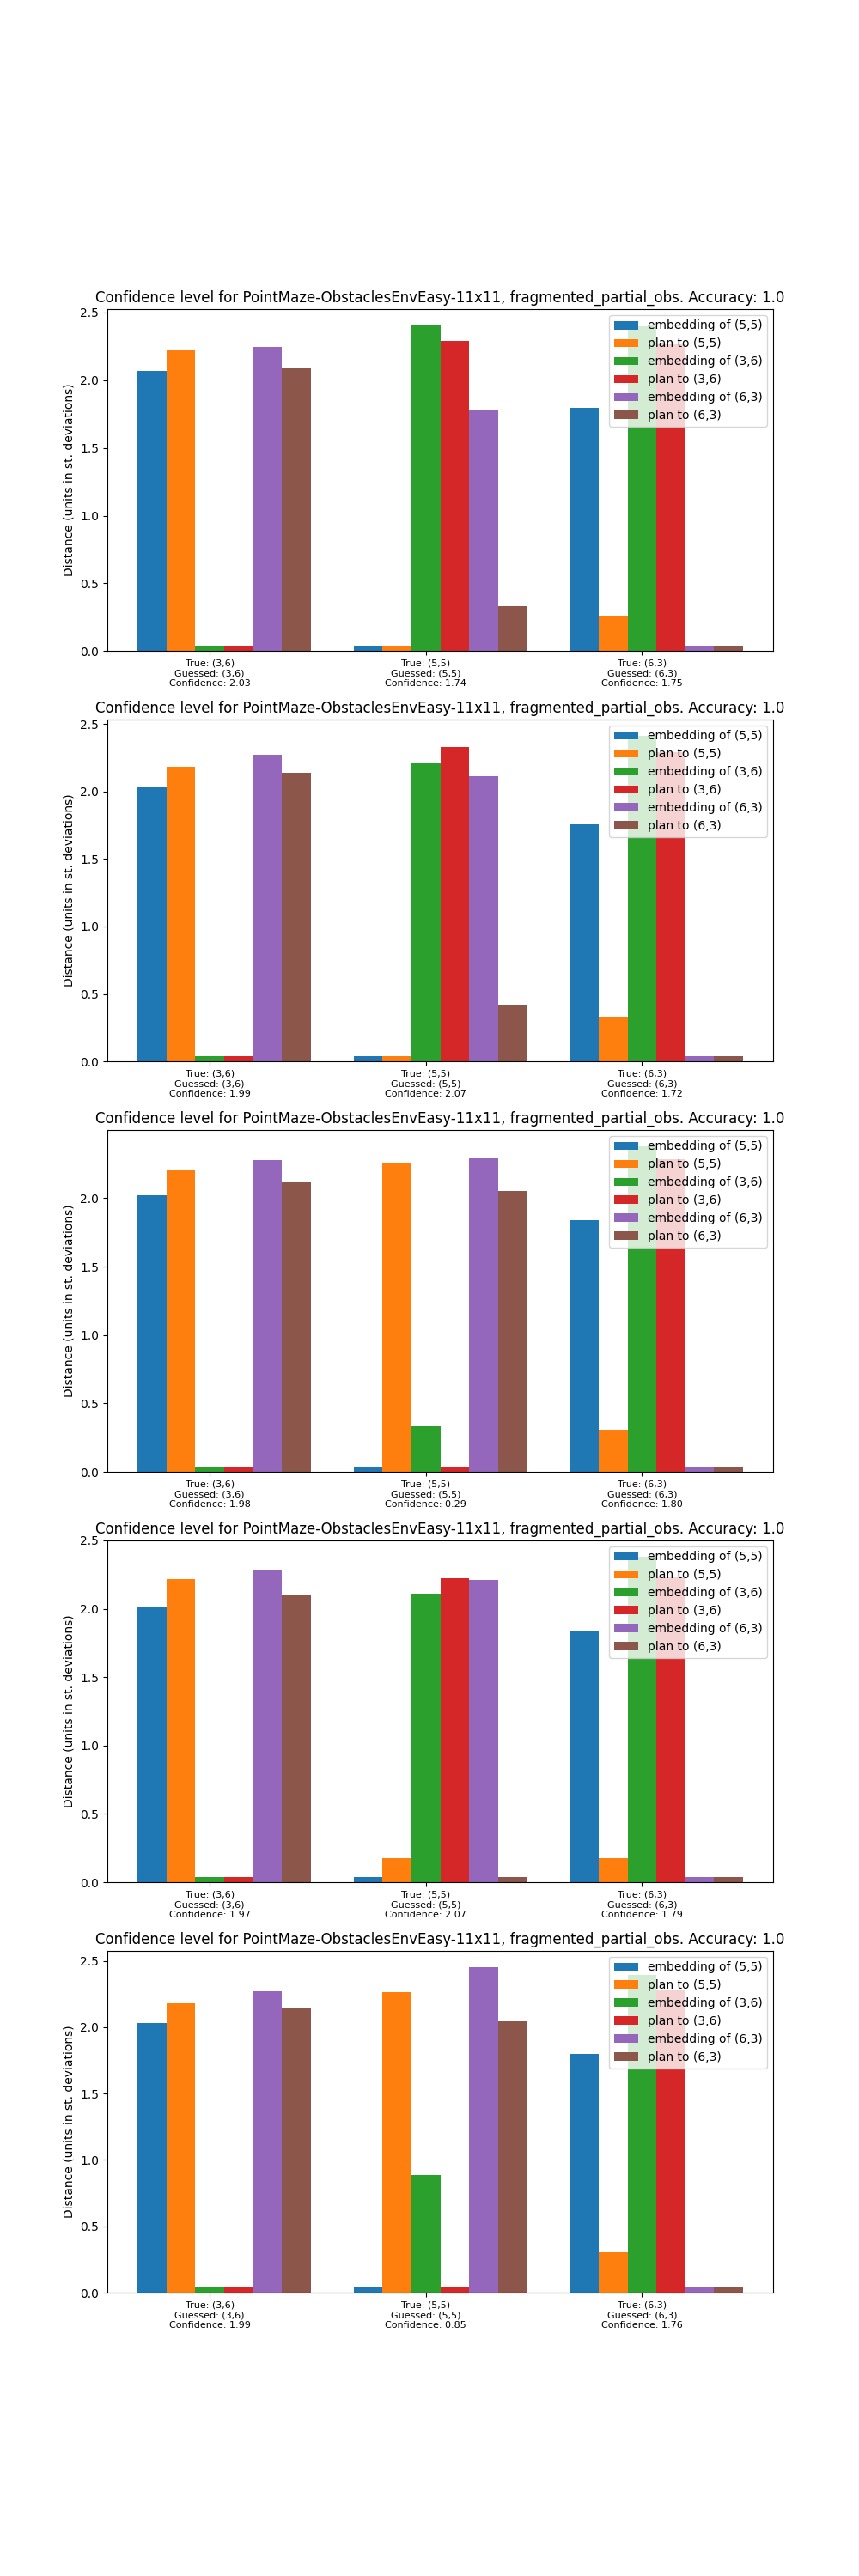 Confidence level for PointMaze-ObstaclesEnvEasy-11x11, fragmented_partial_obs. Accuracy: 1.0
Distance (units in st. deviations)
2.5
2.0
1.5
1.0
0.5
0.0
embedding of (5,5)
plan to (5,5)
embedding of (3,6)
plan to (3,6)
embedding of (6,3)
plan to (6,3)
True: (3,6)
Guessed: (3,6)
Confidence: 2.03
True: (5,5)
Guessed: (5,5)
Confidence: 1.74
True: (6,3)
Guessed: (6,3)
Confidence: 1.75
Confidence level for PointMaze-ObstaclesEnvEasy-11x11, fragmented_partial_obs. Accuracy: 1.0
Distance (units in st. deviations)
2.5
2.0
1.5
1.0
0.5
0.0
embedding of (5,5)
plan to (5,5)
embedding of (3,6)
plan to (3,6)
embedding of (6,3)
plan to (6,3)
True: (3,6)
Guessed: (3,6)
Confidence: 1.99
True: (5,5)
Guessed: (5,5)
Confidence: 2.07
True: (6,3)
Guessed: (6,3)
Confidence: 1.72
Confidence level for PointMaze-ObstaclesEnvEasy-11x11, fragmented_partial_obs. Accuracy: 1.0
Distance (units in st. deviations)
2.0
1.5
1.0
0.5
0.0
embedding of (5,5)
plan to (5,5)
embedding of (3,6)
plan to (3,6)
embedding of (6,3)
plan to (6,3)
True: (3,6)
Guessed: (3,6)
Confidence: 1.98
True: (5,5)
Guessed: (5,5)
Confidence: 0.29
True: (6,3)
Guessed: (6,3)
Confidence: 1.80
Confidence level for PointMaze-ObstaclesEnvEasy-11x11, fragmented_partial_obs. Accuracy: 1.0
Distance (units in st. deviations)
2.5
2.0
1.5
1.0
0.5
0.0
embedding of (5,5)
plan to (5,5)
embedding of (3,6)
plan to (3,6)
embedding of (6,3)
plan to (6,3)
True: (3,6)
Guessed: (3,6)
Confidence: 1.97
True: (5,5)
Guessed: (5,5)
Confidence: 2.07
True: (6,3)
Guessed: (6,3)
Confidence: 1.79
Confidence level for PointMaze-ObstaclesEnvEasy-11x11, fragmented_partial_obs. Accuracy: 1.0
Distance (units in st. deviations)
2.5
2.0
1.5
1.0
0.5
0.0
embedding of (5,5)
plan to (5,5)
embedding of (3,6)
plan to (3,6)
embedding of (6,3)
plan to (6,3)
True: (3,6)
Guessed: (3,6)
Confidence: 1.99
True: (5,5)
Guessed: (5,5)
Confidence: 0.85
True: (6,3)
Guessed: (6,3)
Confidence: 1.76